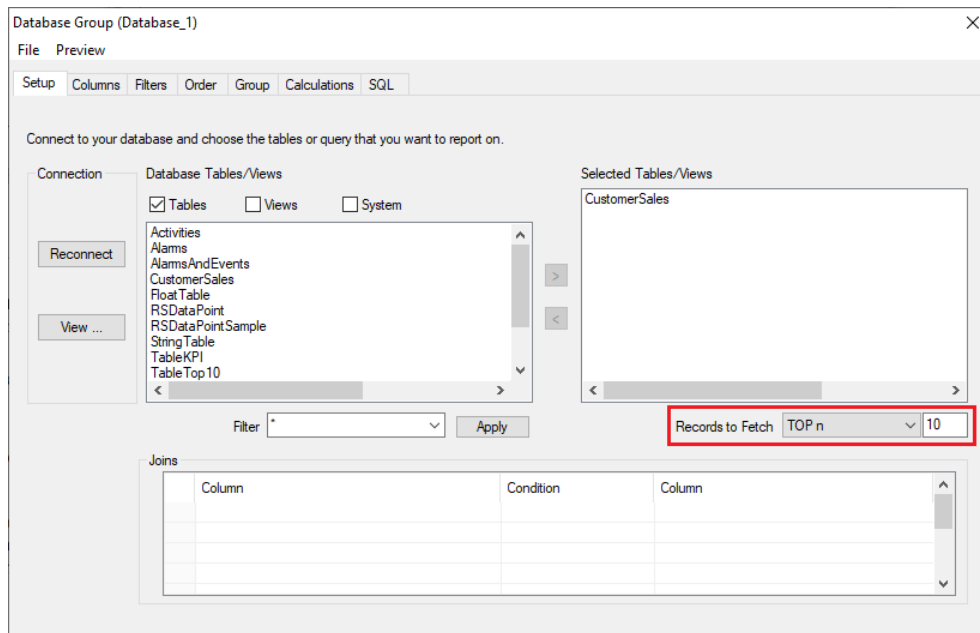 Database Group (Database_1)
File Preview
Setup Columns Filters Order Group Calculations SQL
Connect to your database and choose the tables or query that you want to report on.
Connection
Reconnect
View ...
Database Tables/Views
Tables Views System
Activities
Alarms
AlarmsAndEvents
CustomerSales
FloatTable
RSDataPoint
RSDataPointSample
StringTable
TableKPI
TableTop10
Selected Tables/Views
CustomerSales
Filter * Apply
Records to Fetch TOP n 10
Joins
Column Condition Column